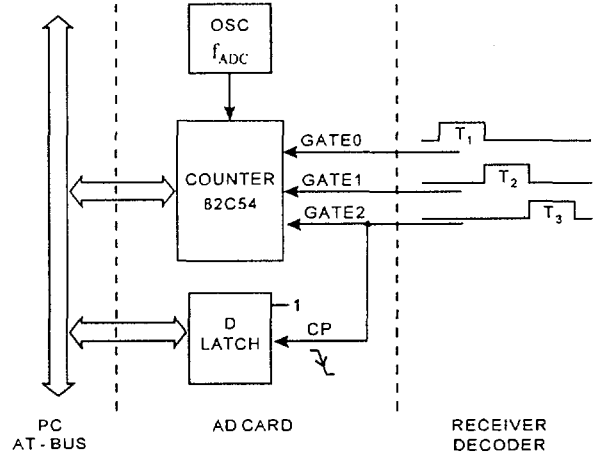 OSC
f_ADC
GATE0
T1
COUNTER
82C54
GATE1
T2
GATE2
T3
1
D
LATCH
CP
PC
AT - BUS
AD CARD
RECEIVER
DECODER